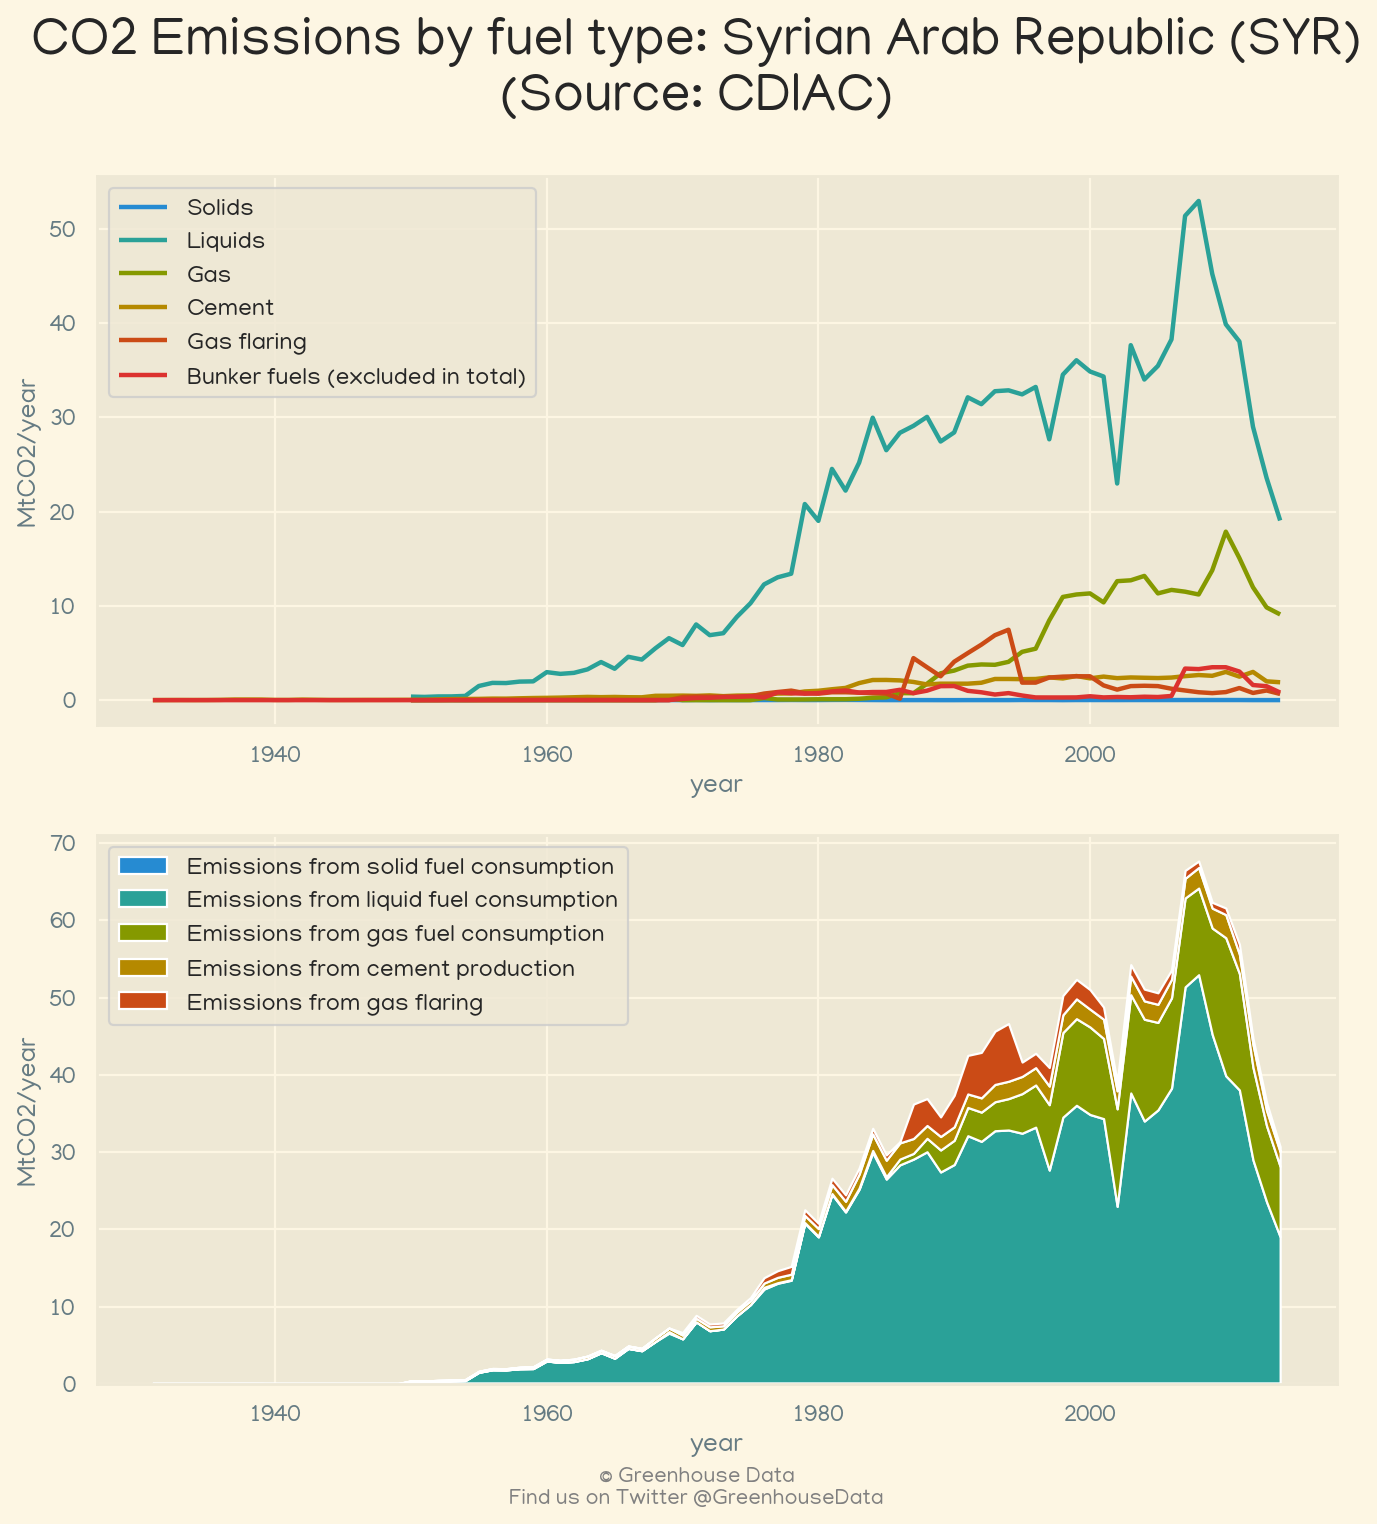 CO2 Emissions by fuel type: Syrian Arab Republic (SYR)
(Source: CDIAC)
Solids
Liquids
Gas
Cement
Gas flaring
Bunker fuels (excluded in total)
MtCO2/year
50
40
30
20
10
0
1940 1960 1980 2000
year
Emissions from solid fuel consumption
Emissions from liquid fuel consumption
Emissions from gas fuel consumption
Emissions from cement production
Emissions from gas flaring
MtCO2/year
70
60
50
40
30
20
10
0
1940 1960 1980 2000
year
© Greenhouse Data
Find us on Twitter @GreenhouseData